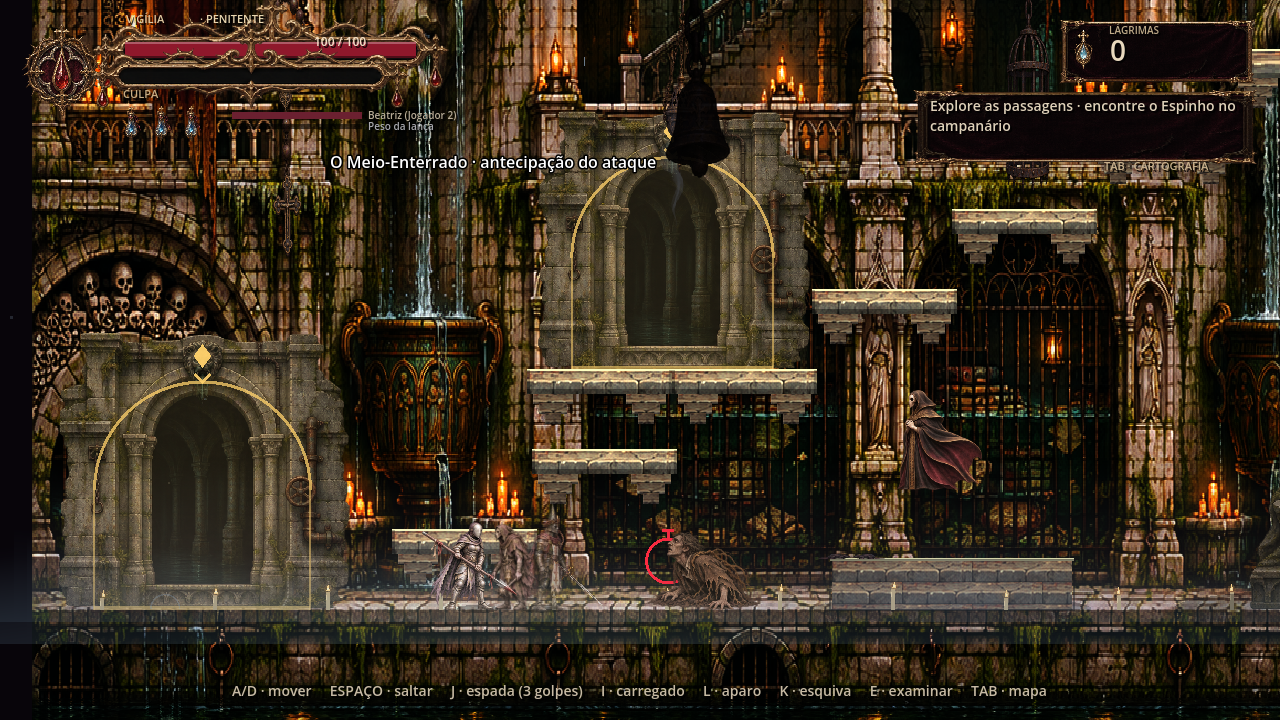 VIGÍLIA PENITENTE
100 / 100
CULPA
Beatriz (Jogador 2)
Peso da lança
LÁGRIMAS
0
Explore as passagens · encontre o Espinho no
campanário
TAB · CARTOGRAFIA
O Meio-Enterrado · antecipação do ataque
A/D · mover ESPAÇO · saltar J · espada (3 golpes) I · carregado L · aparo K · esquiva E · examinar TAB · mapa